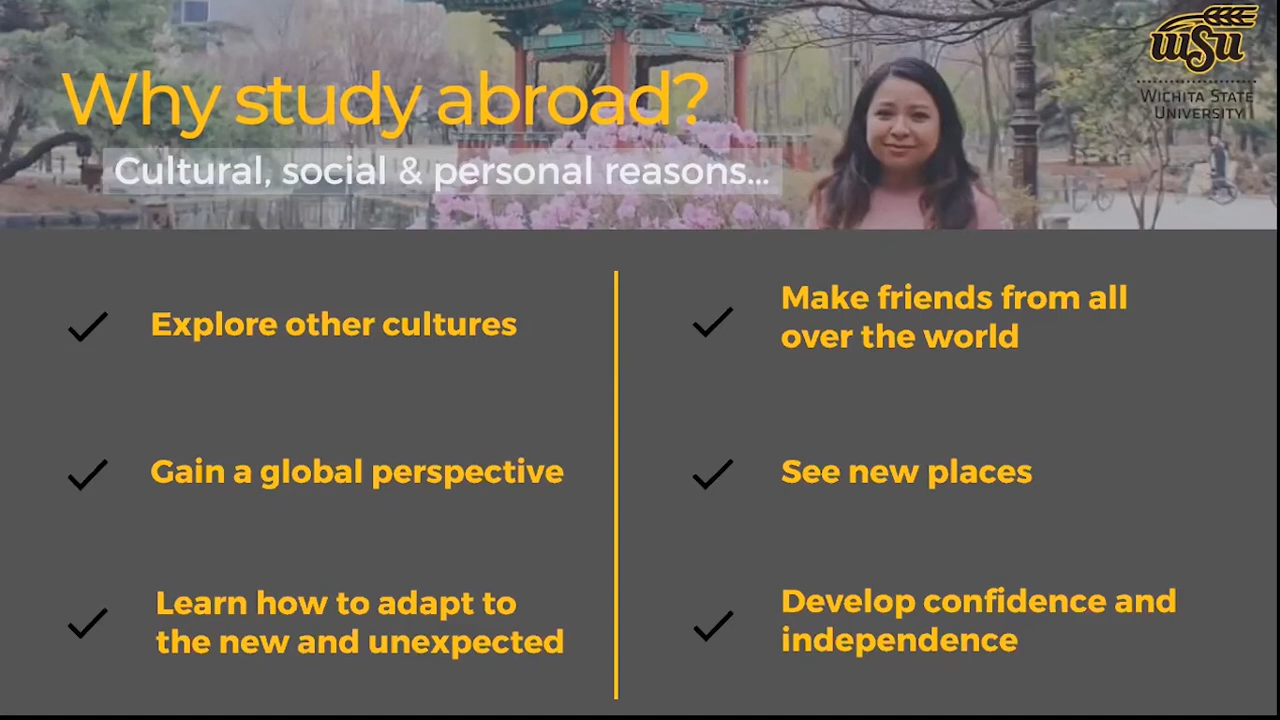 Why study abroad?
Cultural, social & personal reasons...
WSU
WICHITA STATE
UNIVERSITY
Explore other cultures
Gain a global perspective
Learn how to adapt to
the new and unexpected
Make friends from all
over the world
See new places
Develop confidence and
independence